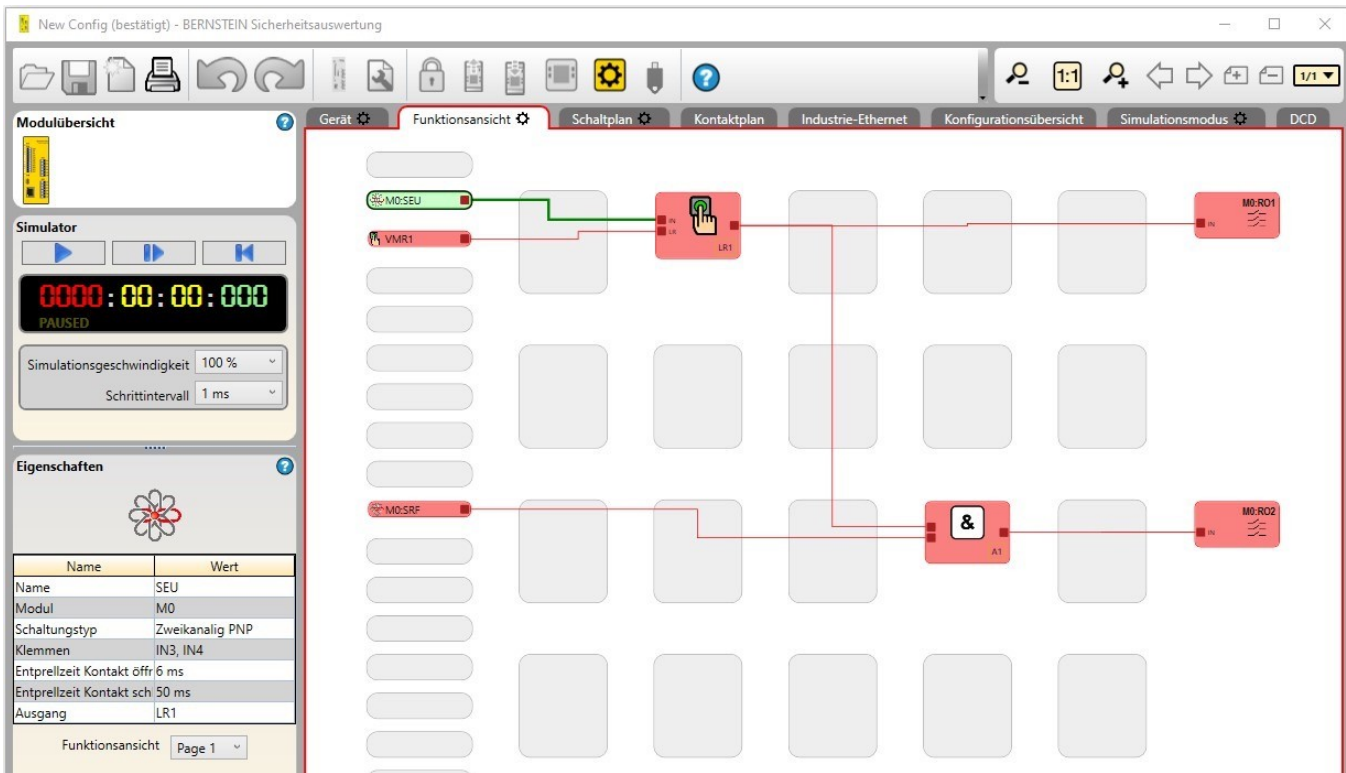 New Config (bestätigt) - BERNSTEIN Sicherheitsauswertung
1:1
1/1
Modulübersicht
Gerät
Funktionsansicht
Schaltplan
Kontaktplan
Industrie-Ethernet
Konfigurationsübersicht
Simulationsmodus
DCD
M0:SEU
VMR1
IN
LR
LR1
M0:RO1
IN
Simulator
0000:00:00:000
PAUSED
Simulationsgeschwindigkeit 100 %
Schrittintervall 1 ms
Eigenschaften
M0:SRF
&
A1
M0:RO2
IN
Name Wert
Name SEU
Modul M0
Schaltungstyp Zweikanalig PNP
Klemmen IN3, IN4
Entprellzeit Kontakt öffr 6 ms
Entprellzeit Kontakt sch 50 ms
Ausgang LR1
Funktionsansicht Page 1